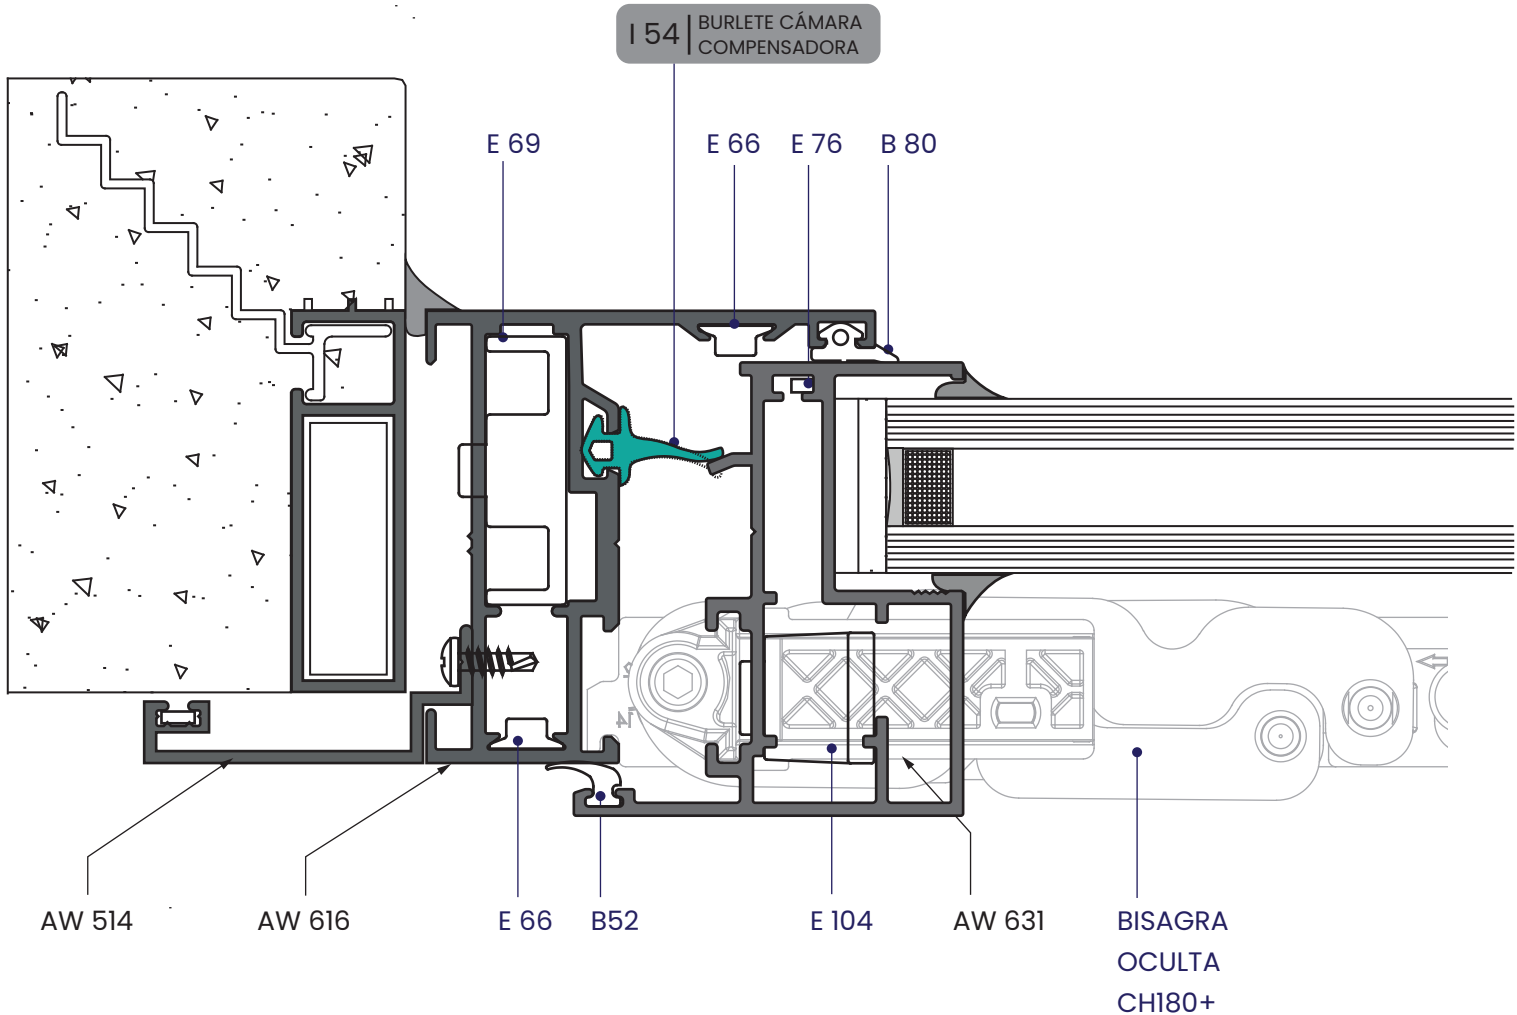 I 54
BURLETE CÁMARA
COMPENSADORA
E 69
E 66
E 76
B 80
14
AW 514
AW 616
E 66
B52
E 104
AW 631
BISAGRA
OCULTA
CH180+